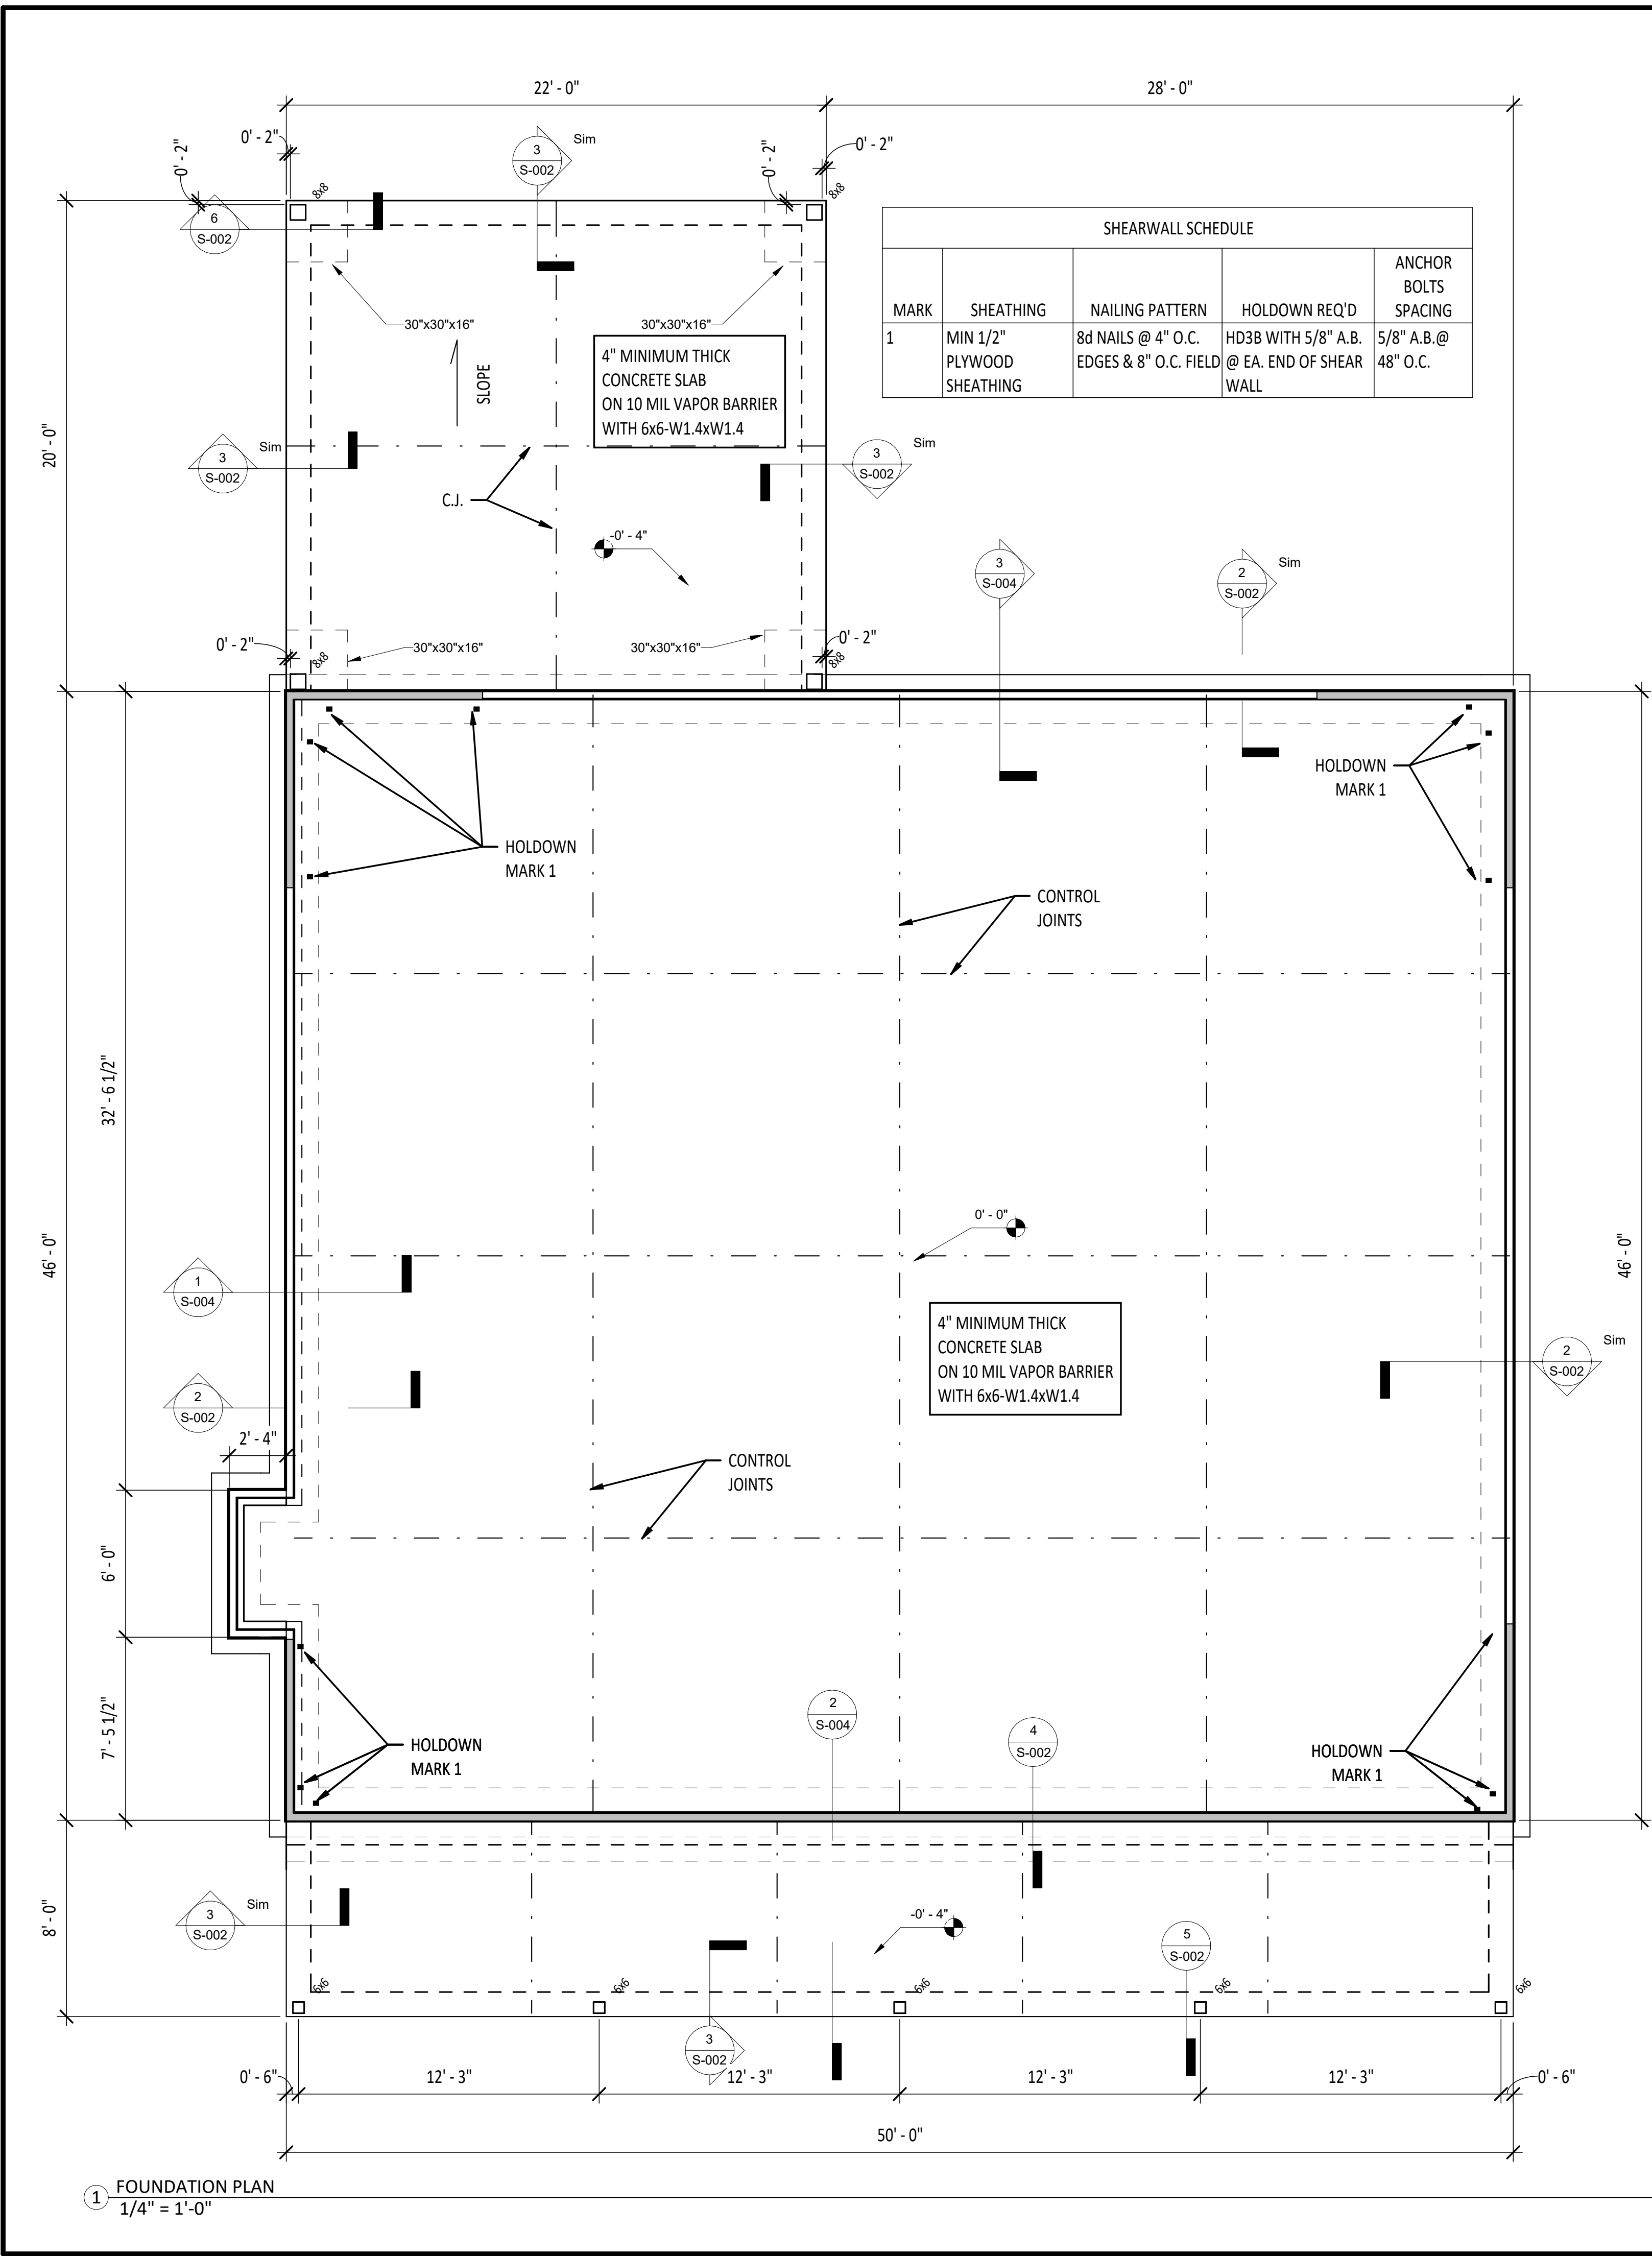 22' - 0"
28' - 0"
0' - 2"
0' - 2"
3
S-002
Sim
0' - 2"
0' - 2"
8x8
8x8
6
S-002
SHEARWALL SCHEDULE
MARK
SHEATHING
NAILING PATTERN
HOLDOWN REQ'D
ANCHOR
BOLTS
SPACING
1
MIN 1/2"
PLYWOOD
SHEATHING
8d NAILS @ 4" O.C.
EDGES & 8" O.C. FIELD
HD3B WITH 5/8" A.B.
@ EA. END OF SHEAR
WALL
5/8" A.B.@
48" O.C.
30"x30"x16"
30"x30"x16"
SLOPE
4" MINIMUM THICK
CONCRETE SLAB
ON 10 MIL VAPOR BARRIER
WITH 6x6-W1.4xW1.4
20' - 0"
3
S-002
Sim
3
S-002
Sim
C.J.
-0' - 4"
3
S-004
2
S-002
Sim
0' - 2"
8x8
30"x30"x16"
30"x30"x16"
0' - 2"
8x8
HOLDOWN
MARK 1
HOLDOWN
MARK 1
CONTROL
JOINTS
32' - 6 1/2"
46' - 0"
46' - 0"
0' - 0"
1
S-004
4" MINIMUM THICK
CONCRETE SLAB
ON 10 MIL VAPOR BARRIER
WITH 6x6-W1.4xW1.4
2
S-002
Sim
2
S-002
2' - 4"
CONTROL
JOINTS
6' - 0"
7' - 5 1/2"
2
S-004
4
S-002
HOLDOWN
MARK 1
HOLDOWN
MARK 1
8' - 0"
3
S-002
Sim
-0' - 4"
5
S-002
6x6
6x6
6x6
6x6
6x6
3
S-002
0' - 6"
12' - 3"
12' - 3"
12' - 3"
12' - 3"
0' - 6"
50' - 0"
1
FOUNDATION PLAN
1/4" = 1'-0"